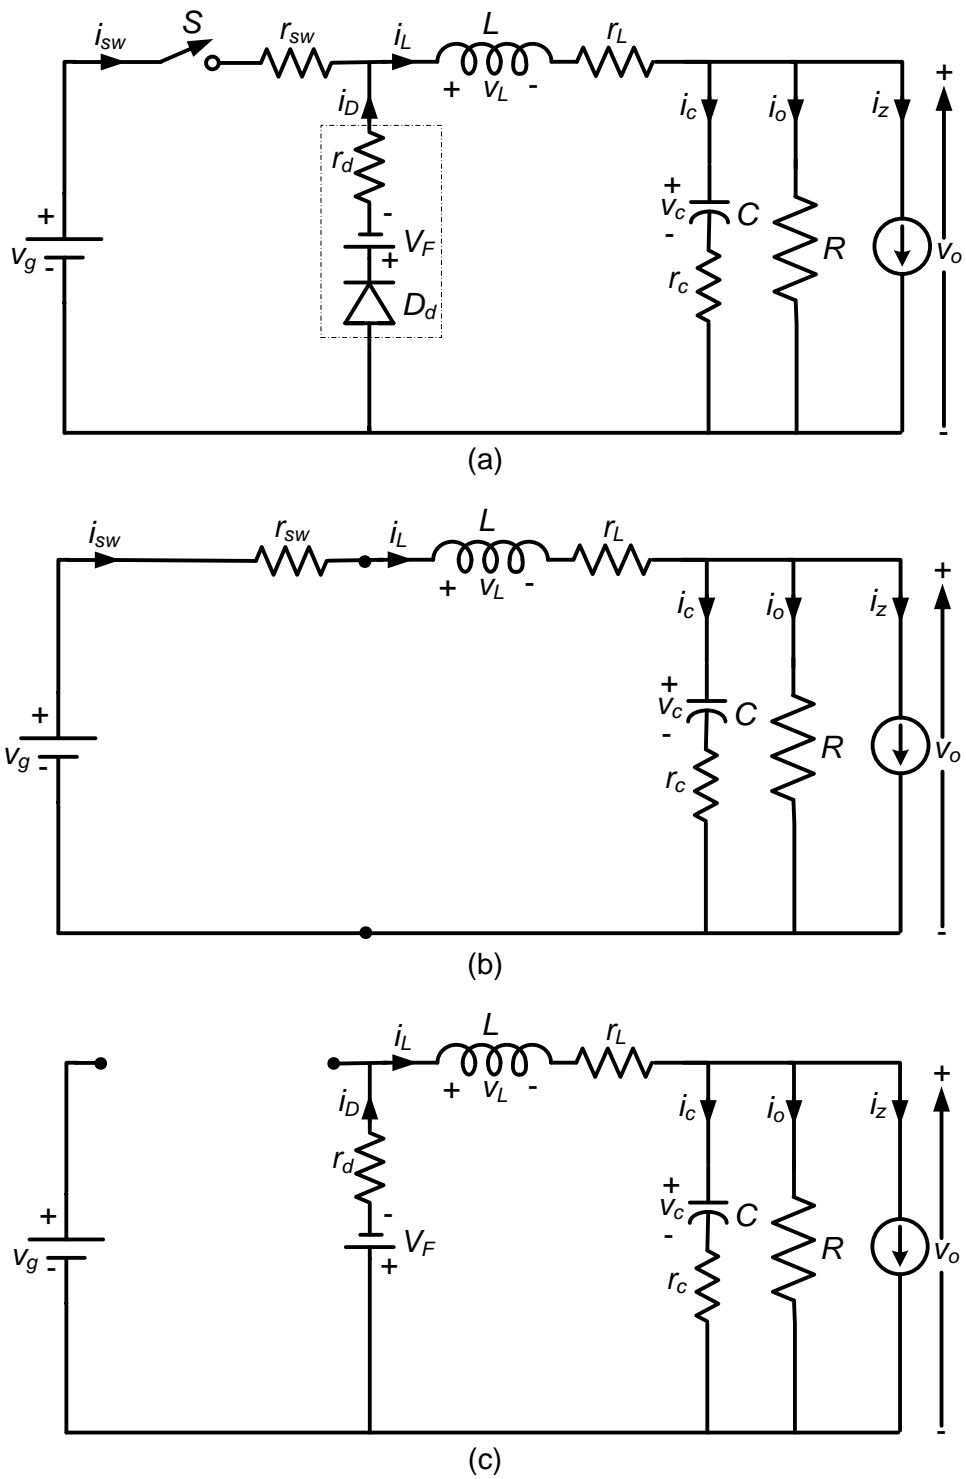 i_sw S r_sw i_L L r_L
+ v_L -
i_D i_c i_o i_z +
r_d
+ - + v_c - C
V_F R v_o
v_g + -
r_c
D_d
-
(a)
i_sw r_sw i_L L r_L
+ v_L - +
i_c i_o i_z
+ + v_c - C
v_g - R v_o
r_c
-
(b)
i_L L r_L
+ v_L - +
i_D i_c i_o i_z
r_d
+ - + v_c - C
v_g - V_F + R v_o
r_c
-
(c)